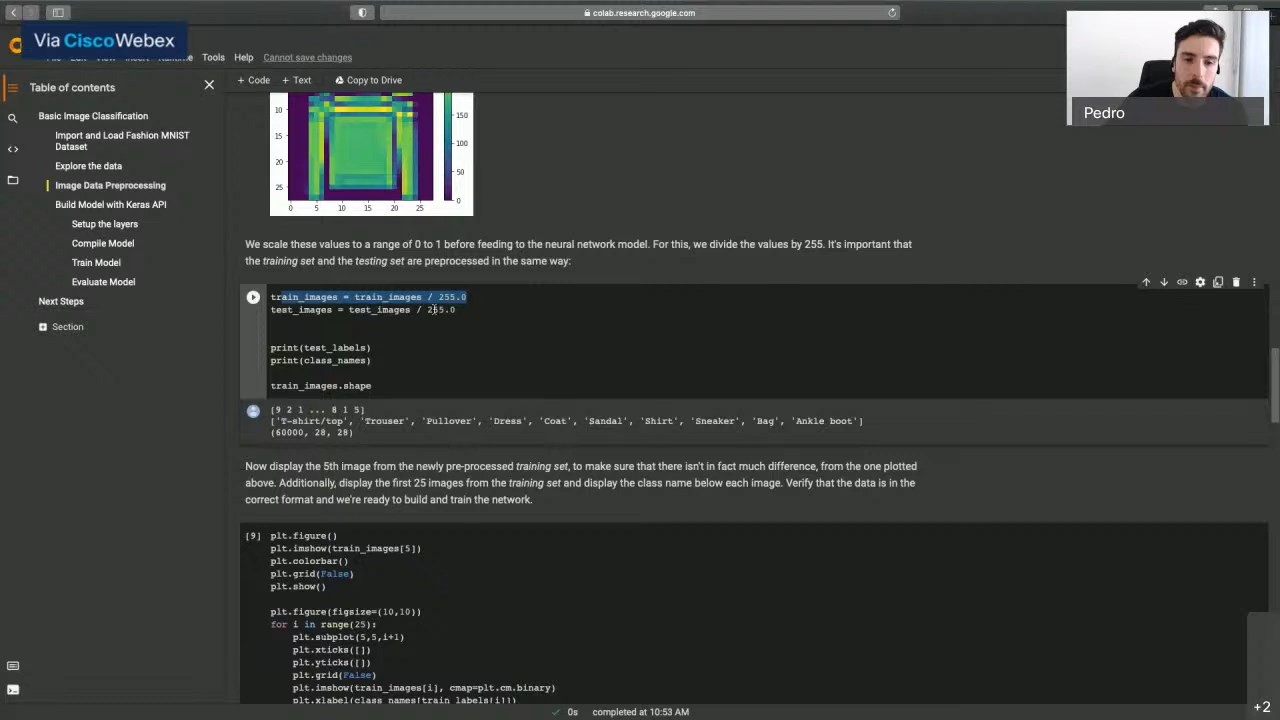 colab.research.google.com
Via CiscoWebex
Tools Help Cannot save changes
+ Code + Text Copy to Drive
Pedro
Table of contents
Basic Image Classification
Import and Load Fashion MNIST
Dataset
Explore the data
Image Data Preprocessing
Build Model with Keras API
Setup the layers
Compile Model
Train Model
Evaluate Model
Next Steps
Section
10
15
20
25
0 5 10 15 20 25
150
100
50
0
We scale these values to a range of 0 to 1 before feeding to the neural network model. For this, we divide the values by 255. It's important that
the training set and the testing set are preprocessed in the same way:
train_images = train_images / 255.0
test_images = test_images / 255.0
print(test_labels)
print(class_names)
train_images.shape
[9 2 1 ... 8 1 5]
['T-shirt/top', 'Trouser', 'Pullover', 'Dress', 'Coat', 'Sandal', 'Shirt', 'Sneaker', 'Bag', 'Ankle boot']
(60000, 28, 28)
Now display the 5th image from the newly pre-processed training set, to make sure that there isn't in fact much difference, from the one plotted
above. Additionally, display the first 25 images from the training set and display the class name below each image. Verify that the data is in the
correct format and we're ready to build and train the network.
[9] plt.figure()
plt.imshow(train_images[5])
plt.colorbar()
plt.grid(False)
plt.show()
plt.figure(figsize=(10,10))
for i in range(25):
plt.subplot(5,5,i+1)
plt.xticks([])
plt.yticks([])
plt.grid(False)
plt.imshow(train_images[i], cmap=plt.cm.binary)
plt.xlabel(class_names[train_labels[i]])
0s completed at 10:53 AM
+2